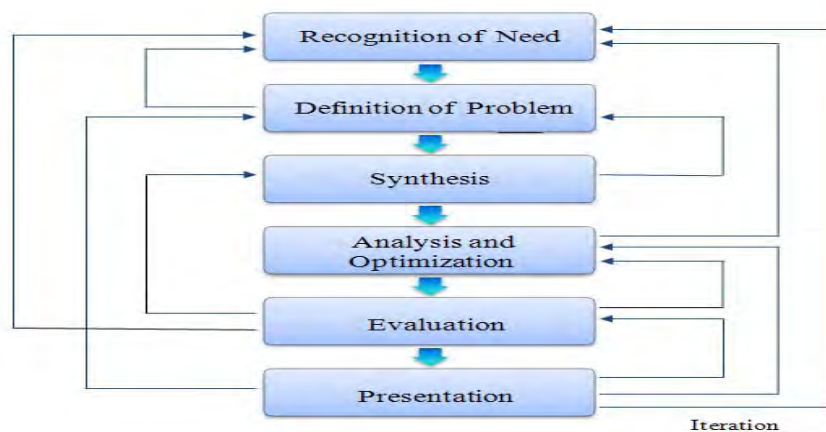 Recognition of Need
Definition of Problem
Synthesis
Analysis and
Optimization
Evaluation
Presentation
Iteration